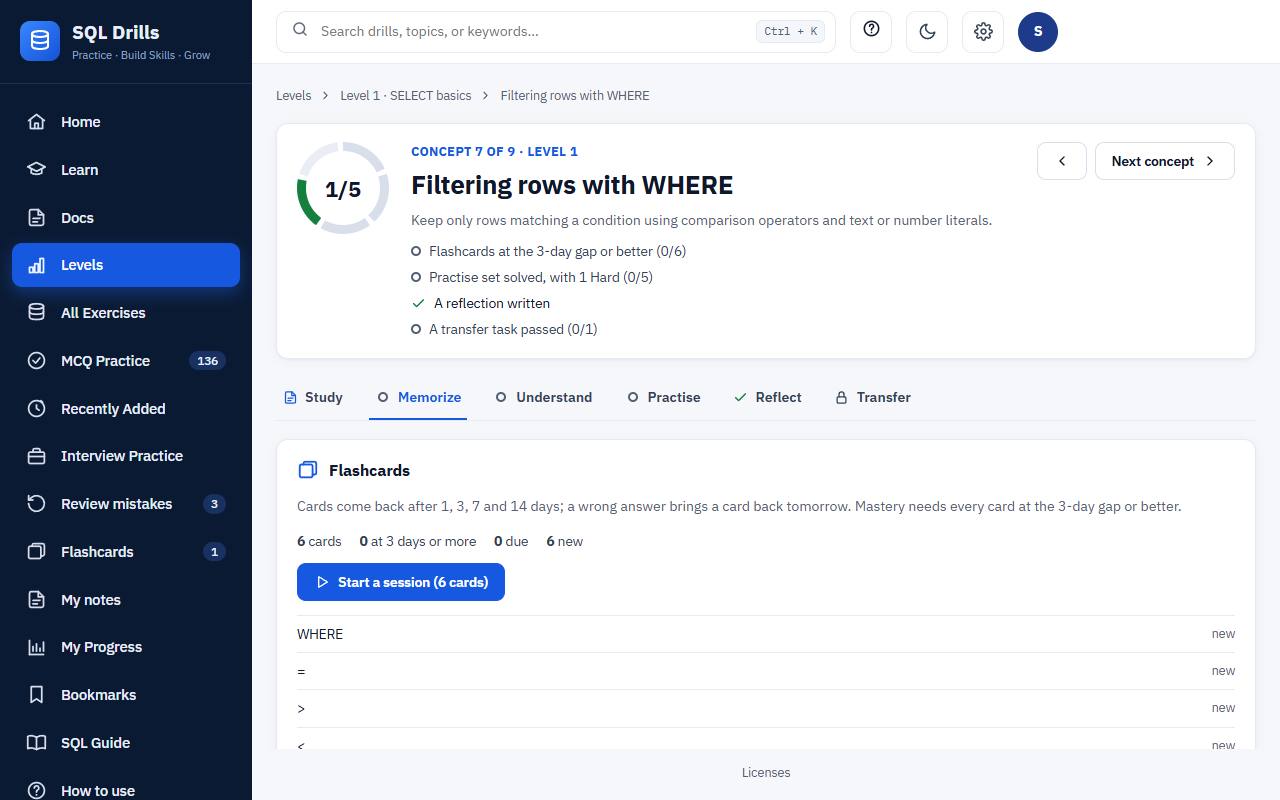 SQL Drills
Practice · Build Skills · Grow
Search drills, topics, or keywords...
Ctrl + K
S
Home
Learn
Docs
Levels
All Exercises
MCQ Practice 136
Recently Added
Interview Practice
Review mistakes 3
Flashcards 1
My notes
My Progress
Bookmarks
SQL Guide
How to use
Levels > Level 1 · SELECT basics > Filtering rows with WHERE
1/5
CONCEPT 7 OF 9 · LEVEL 1
Filtering rows with WHERE
Keep only rows matching a condition using comparison operators and text or number literals.
Flashcards at the 3-day gap or better (0/6)
Practise set solved, with 1 Hard (0/5)
A reflection written
A transfer task passed (0/1)
Next concept
Study
Memorize
Understand
Practise
Reflect
Transfer
Flashcards
Cards come back after 1, 3, 7 and 14 days; a wrong answer brings a card back tomorrow. Mastery needs every card at the 3-day gap or better.
6 cards 0 at 3 days or more 0 due 6 new
Start a session (6 cards)
WHERE new
= new
> new
< new
Licenses